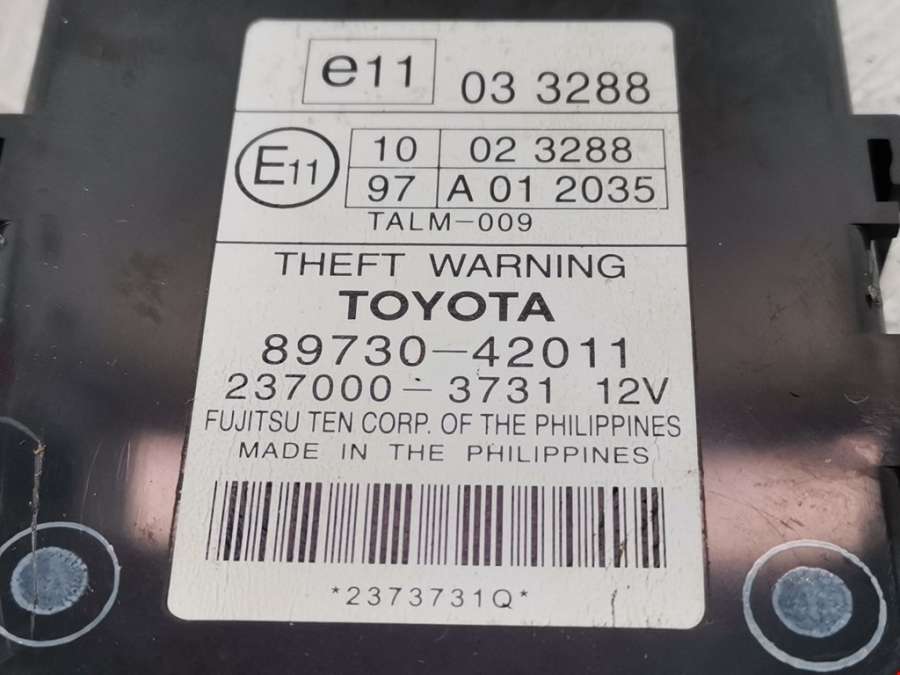 e11 03 3288
E11 10 02 3288
97 A 01 2035
TALM-009
THEFT WARNING
TOYOTA
89730-42011
237000-3731 12V
FUJITSU TEN CORP. OF THE PHILIPPINES
MADE IN THE PHILIPPINES
*2373731Q*